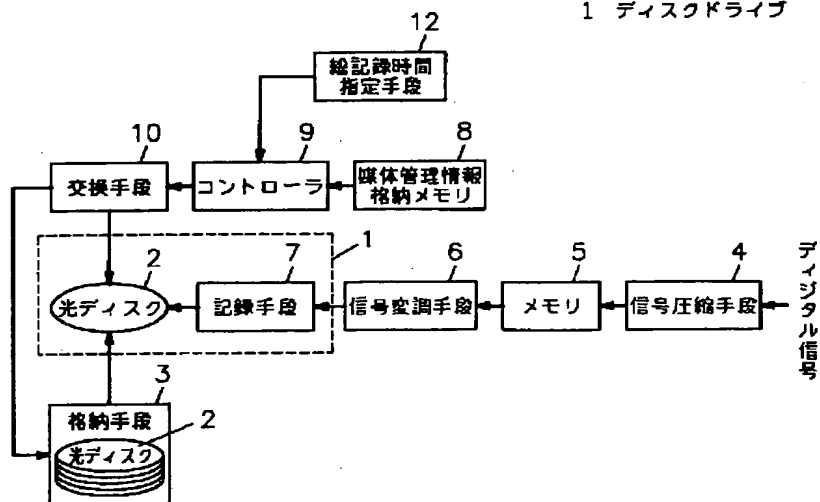 1 ディスクドライブ
12
総記録時間
指定手段
10
9
8
交換手段
コントローラ
媒体管理情報
格納メモリ
1
2
7
6
5
4
光ディスク
記録手段
信号変調手段
メモリ
信号圧縮手段
ディジタル信号
3
格納手段
2
光ディスク